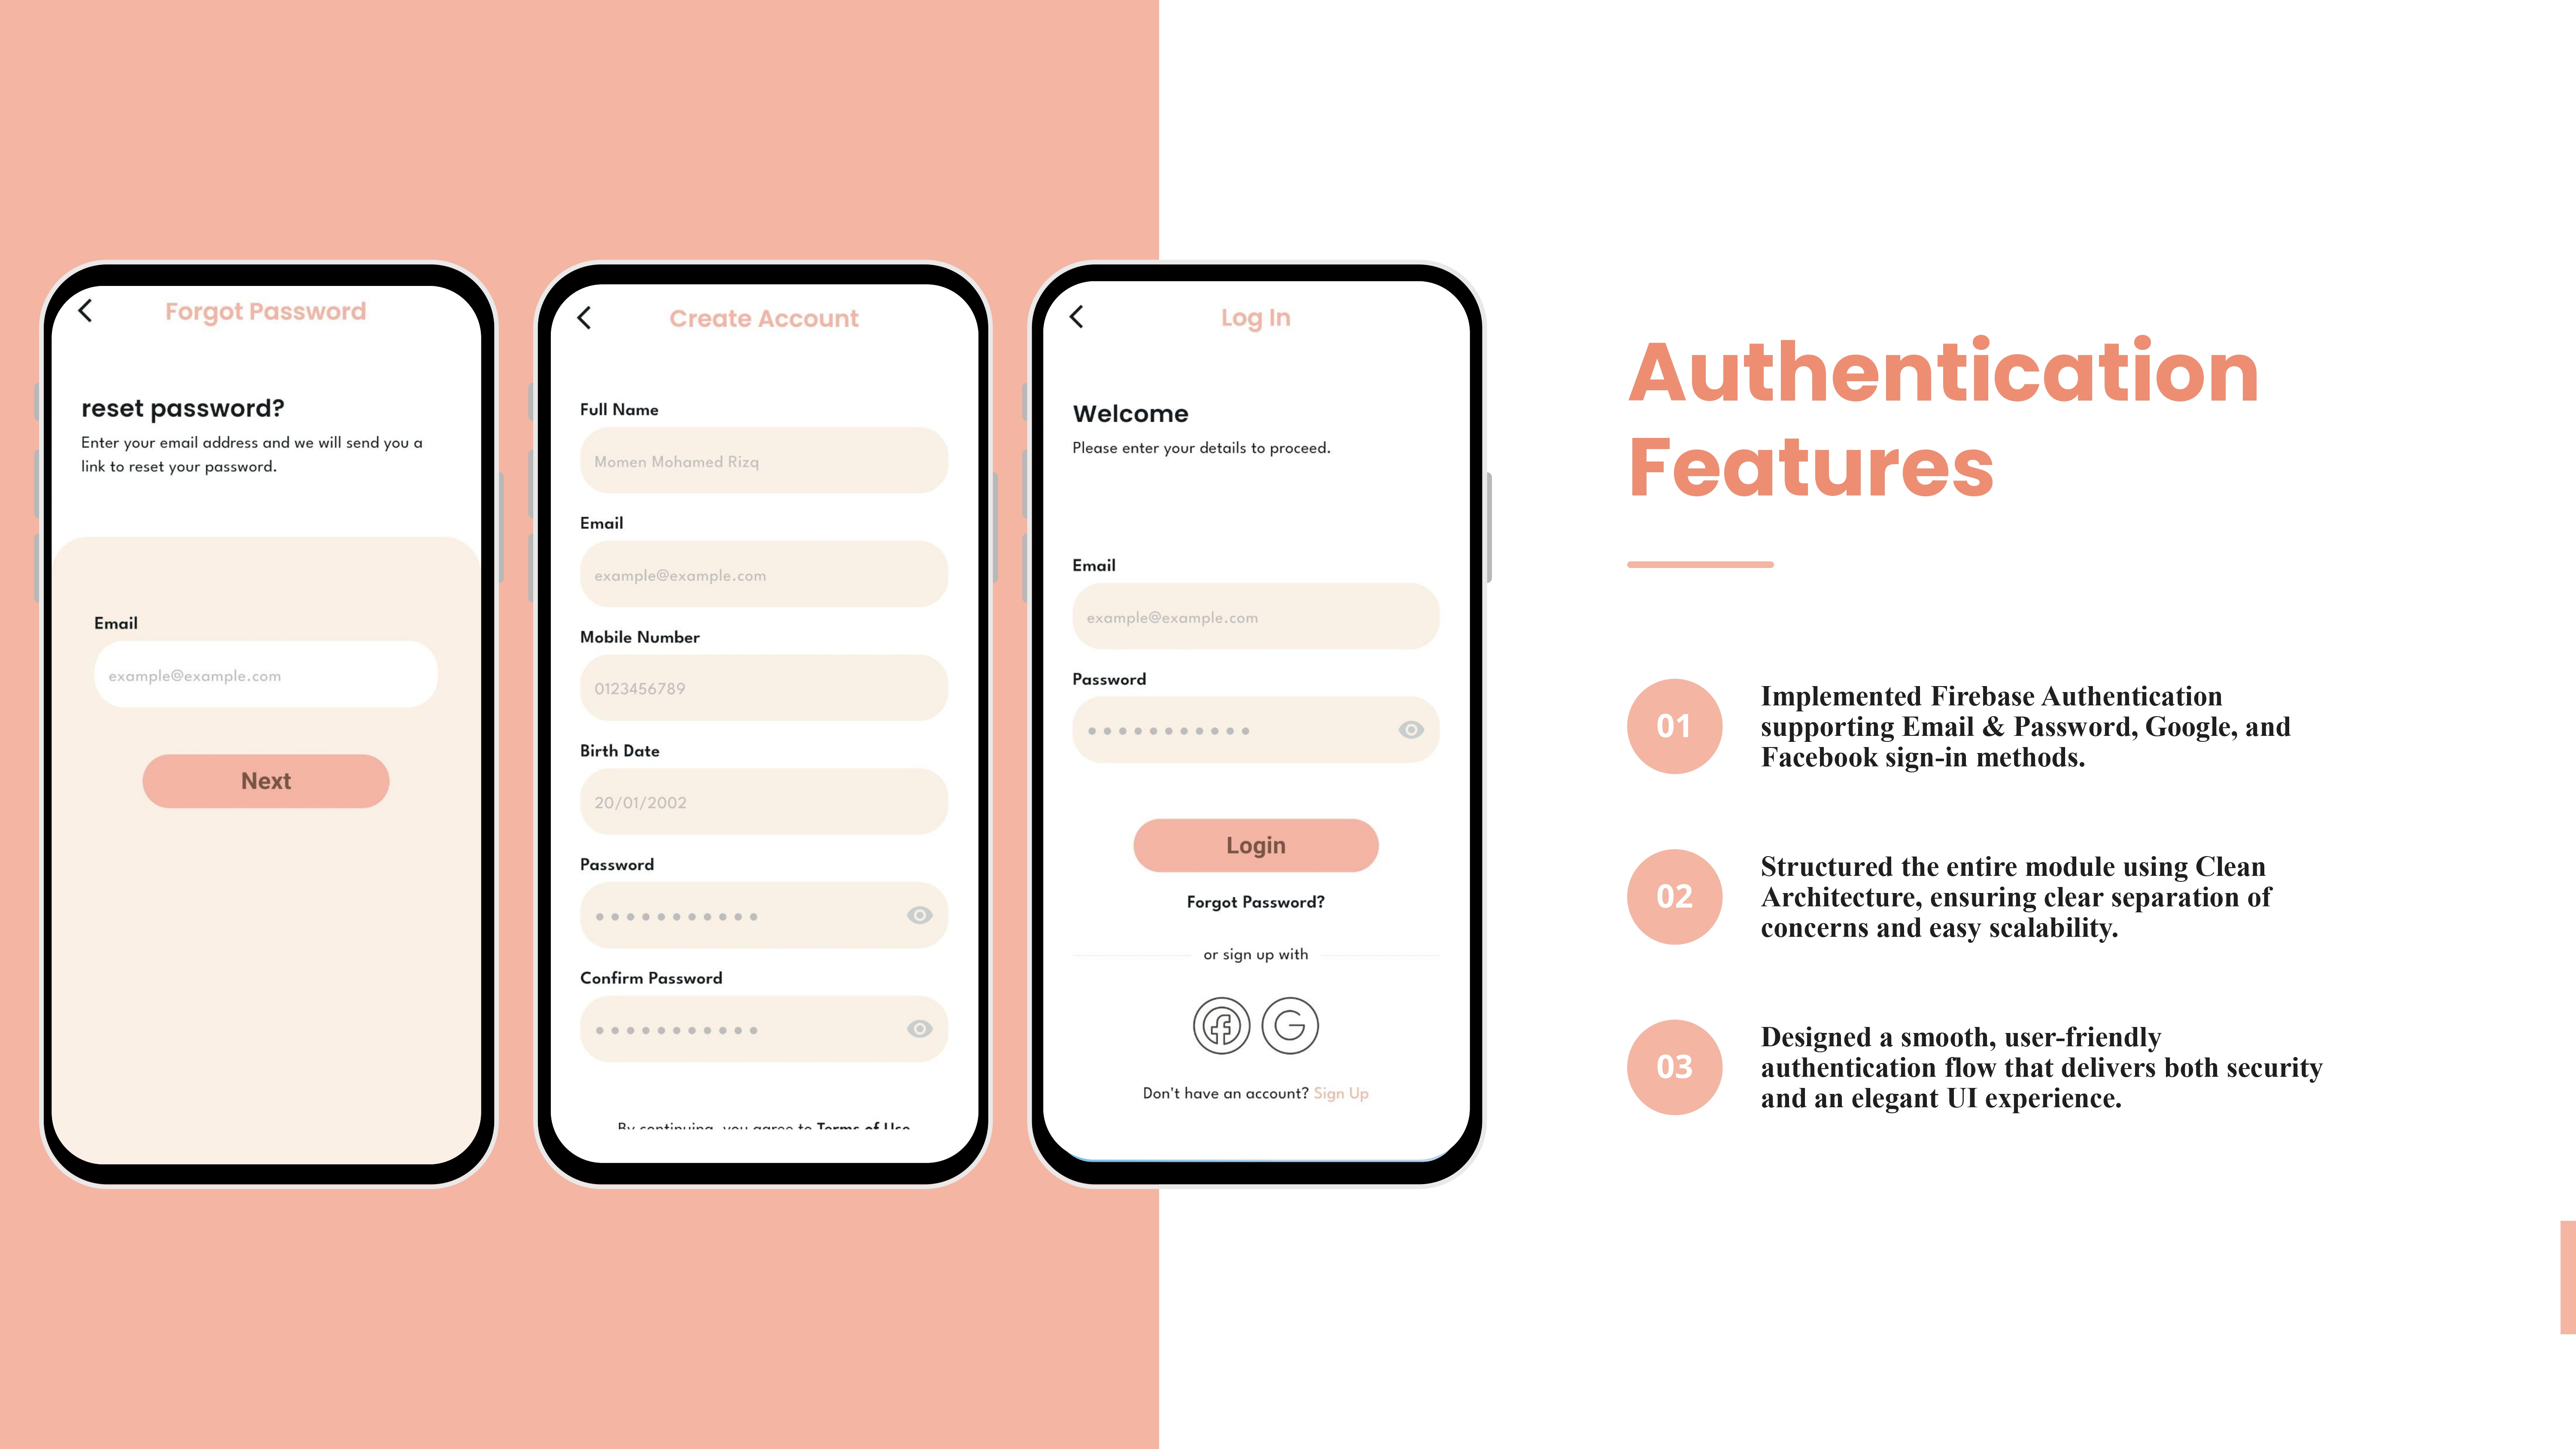 Forgot Password
reset password?
Enter your email address and we will send you a
link to reset your password.
Email
example@example.com
Next
Create Account
Full Name
Momen Mohamed Rizq
Email
example@example.com
Mobile Number
0123456789
Birth Date
20/01/2002
Password
Confirm Password
By continuing, you agree to Terms of Use
Log In
Welcome
Please enter your details to proceed.
Email
example@example.com
Password
Login
Forgot Password?
or sign up with
Don't have an account? Sign Up
Authentication
Features
01
Implemented Firebase Authentication
supporting Email & Password, Google, and
Facebook sign-in methods.
02
Structured the entire module using Clean
Architecture, ensuring clear separation of
concerns and easy scalability.
03
Designed a smooth, user-friendly
authentication flow that delivers both security
and an elegant UI experience.